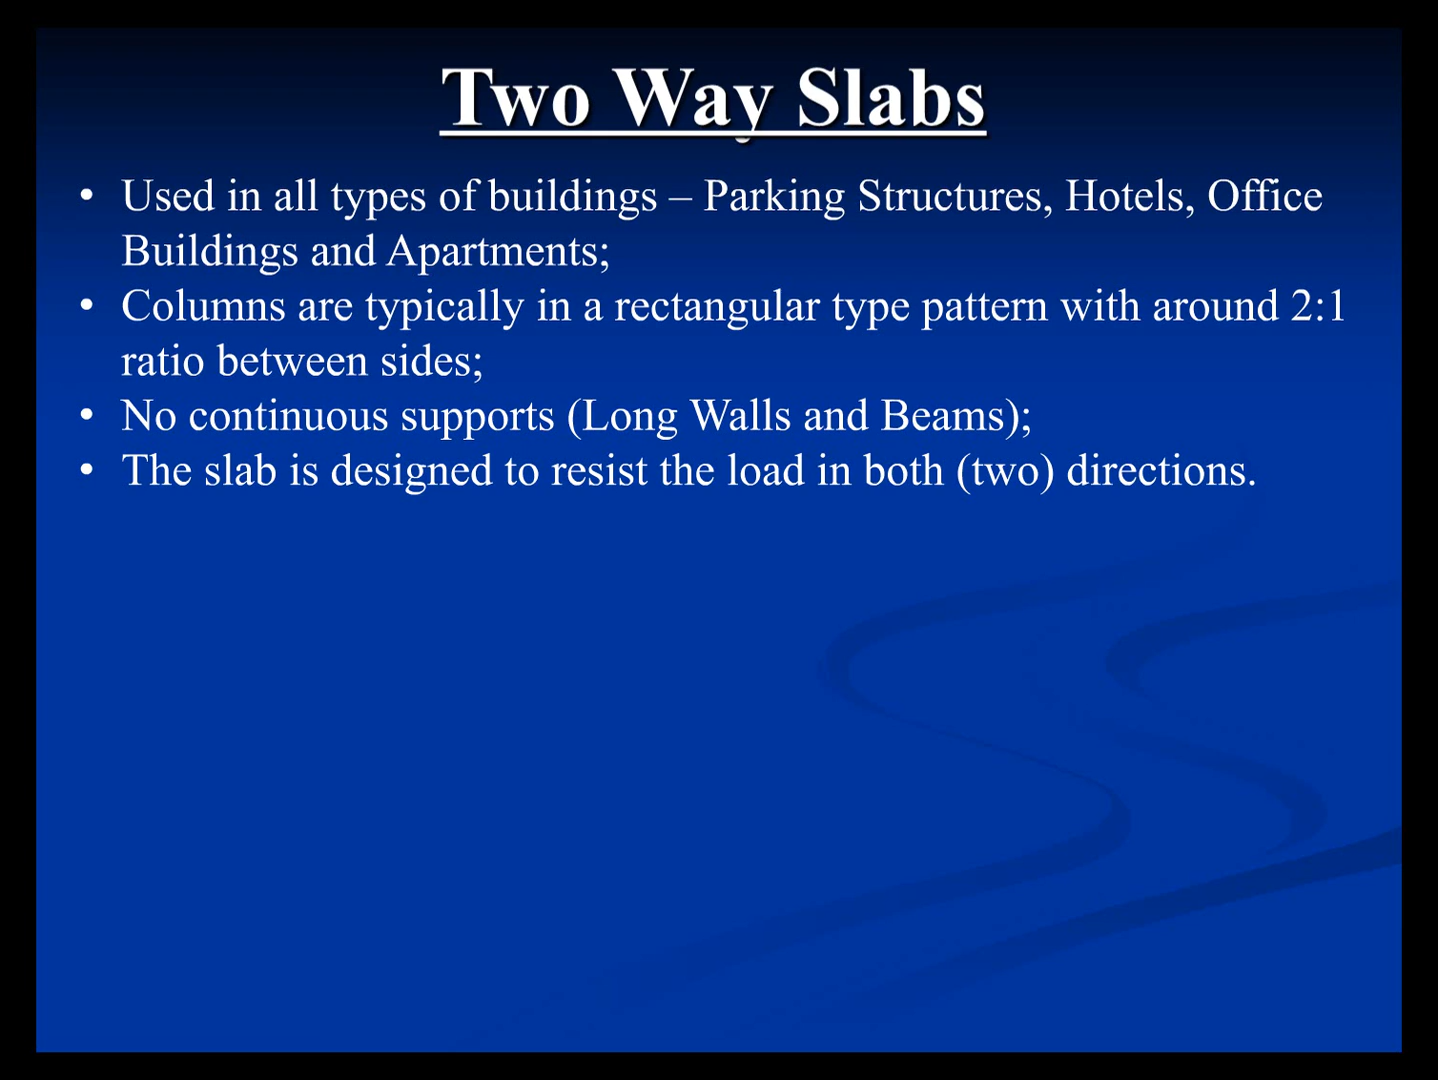 Two Way Slabs
• Used in all types of buildings – Parking Structures, Hotels, Office
Buildings and Apartments;
• Columns are typically in a rectangular type pattern with around 2:1
ratio between sides;
• No continuous supports (Long Walls and Beams);
• The slab is designed to resist the load in both (two) directions.